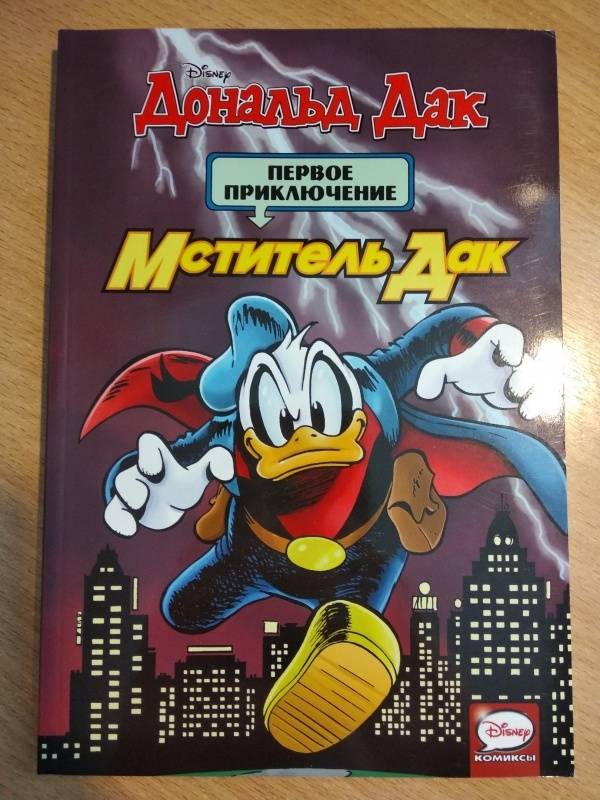 Disney
Дональд Дак
ПЕРВОЕ
ПРИКЛЮЧЕНИЕ
Мститель Дак
Disney
КОМИКСЫ